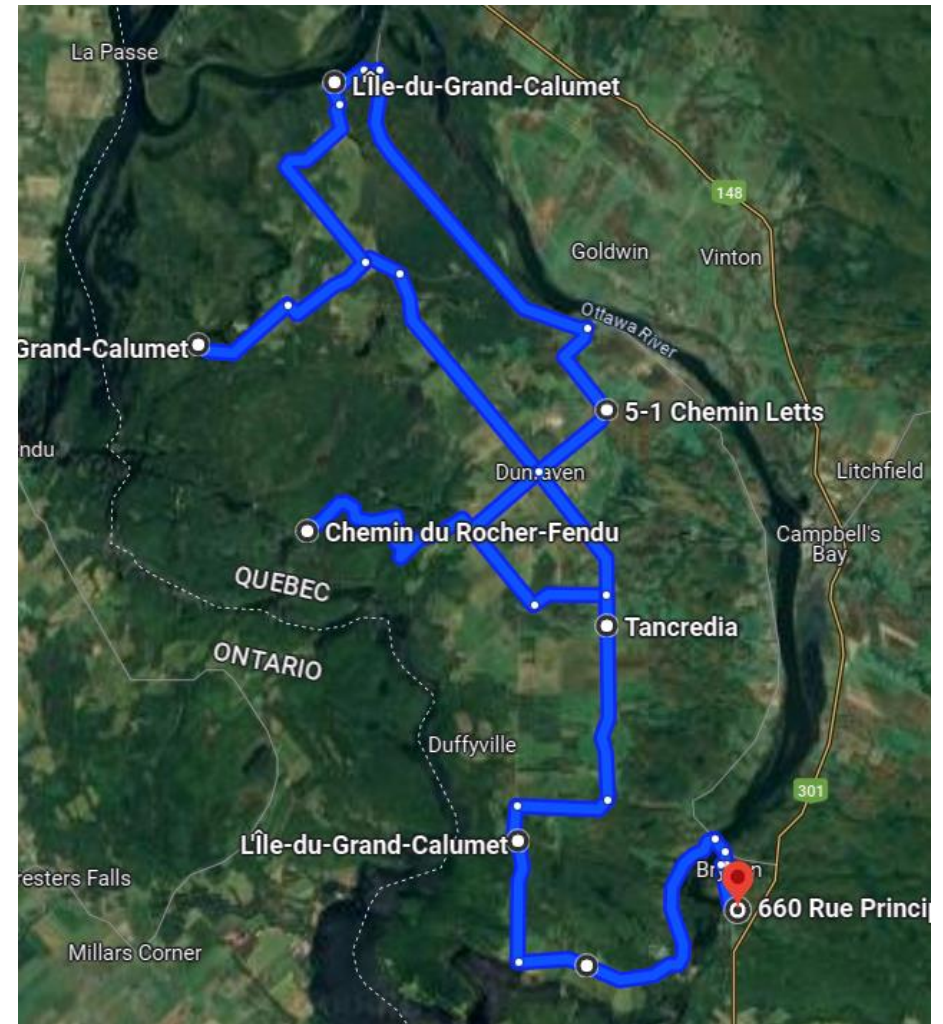 La Passe
L'Île-du-Grand-Calumet
148
Goldwin
Vinton
Ottawa River
Grand-Calumet
5-1 Chemin Letts
ndu
Dunraven
Litchfield
Chemin du Rocher-Fendu
Campbell's
Bay
QUEBEC
ONTARIO
Tancredia
Duffyville
301
L'Île-du-Grand-Calumet
resters Falls
660 Rue Princip
Millars Corner